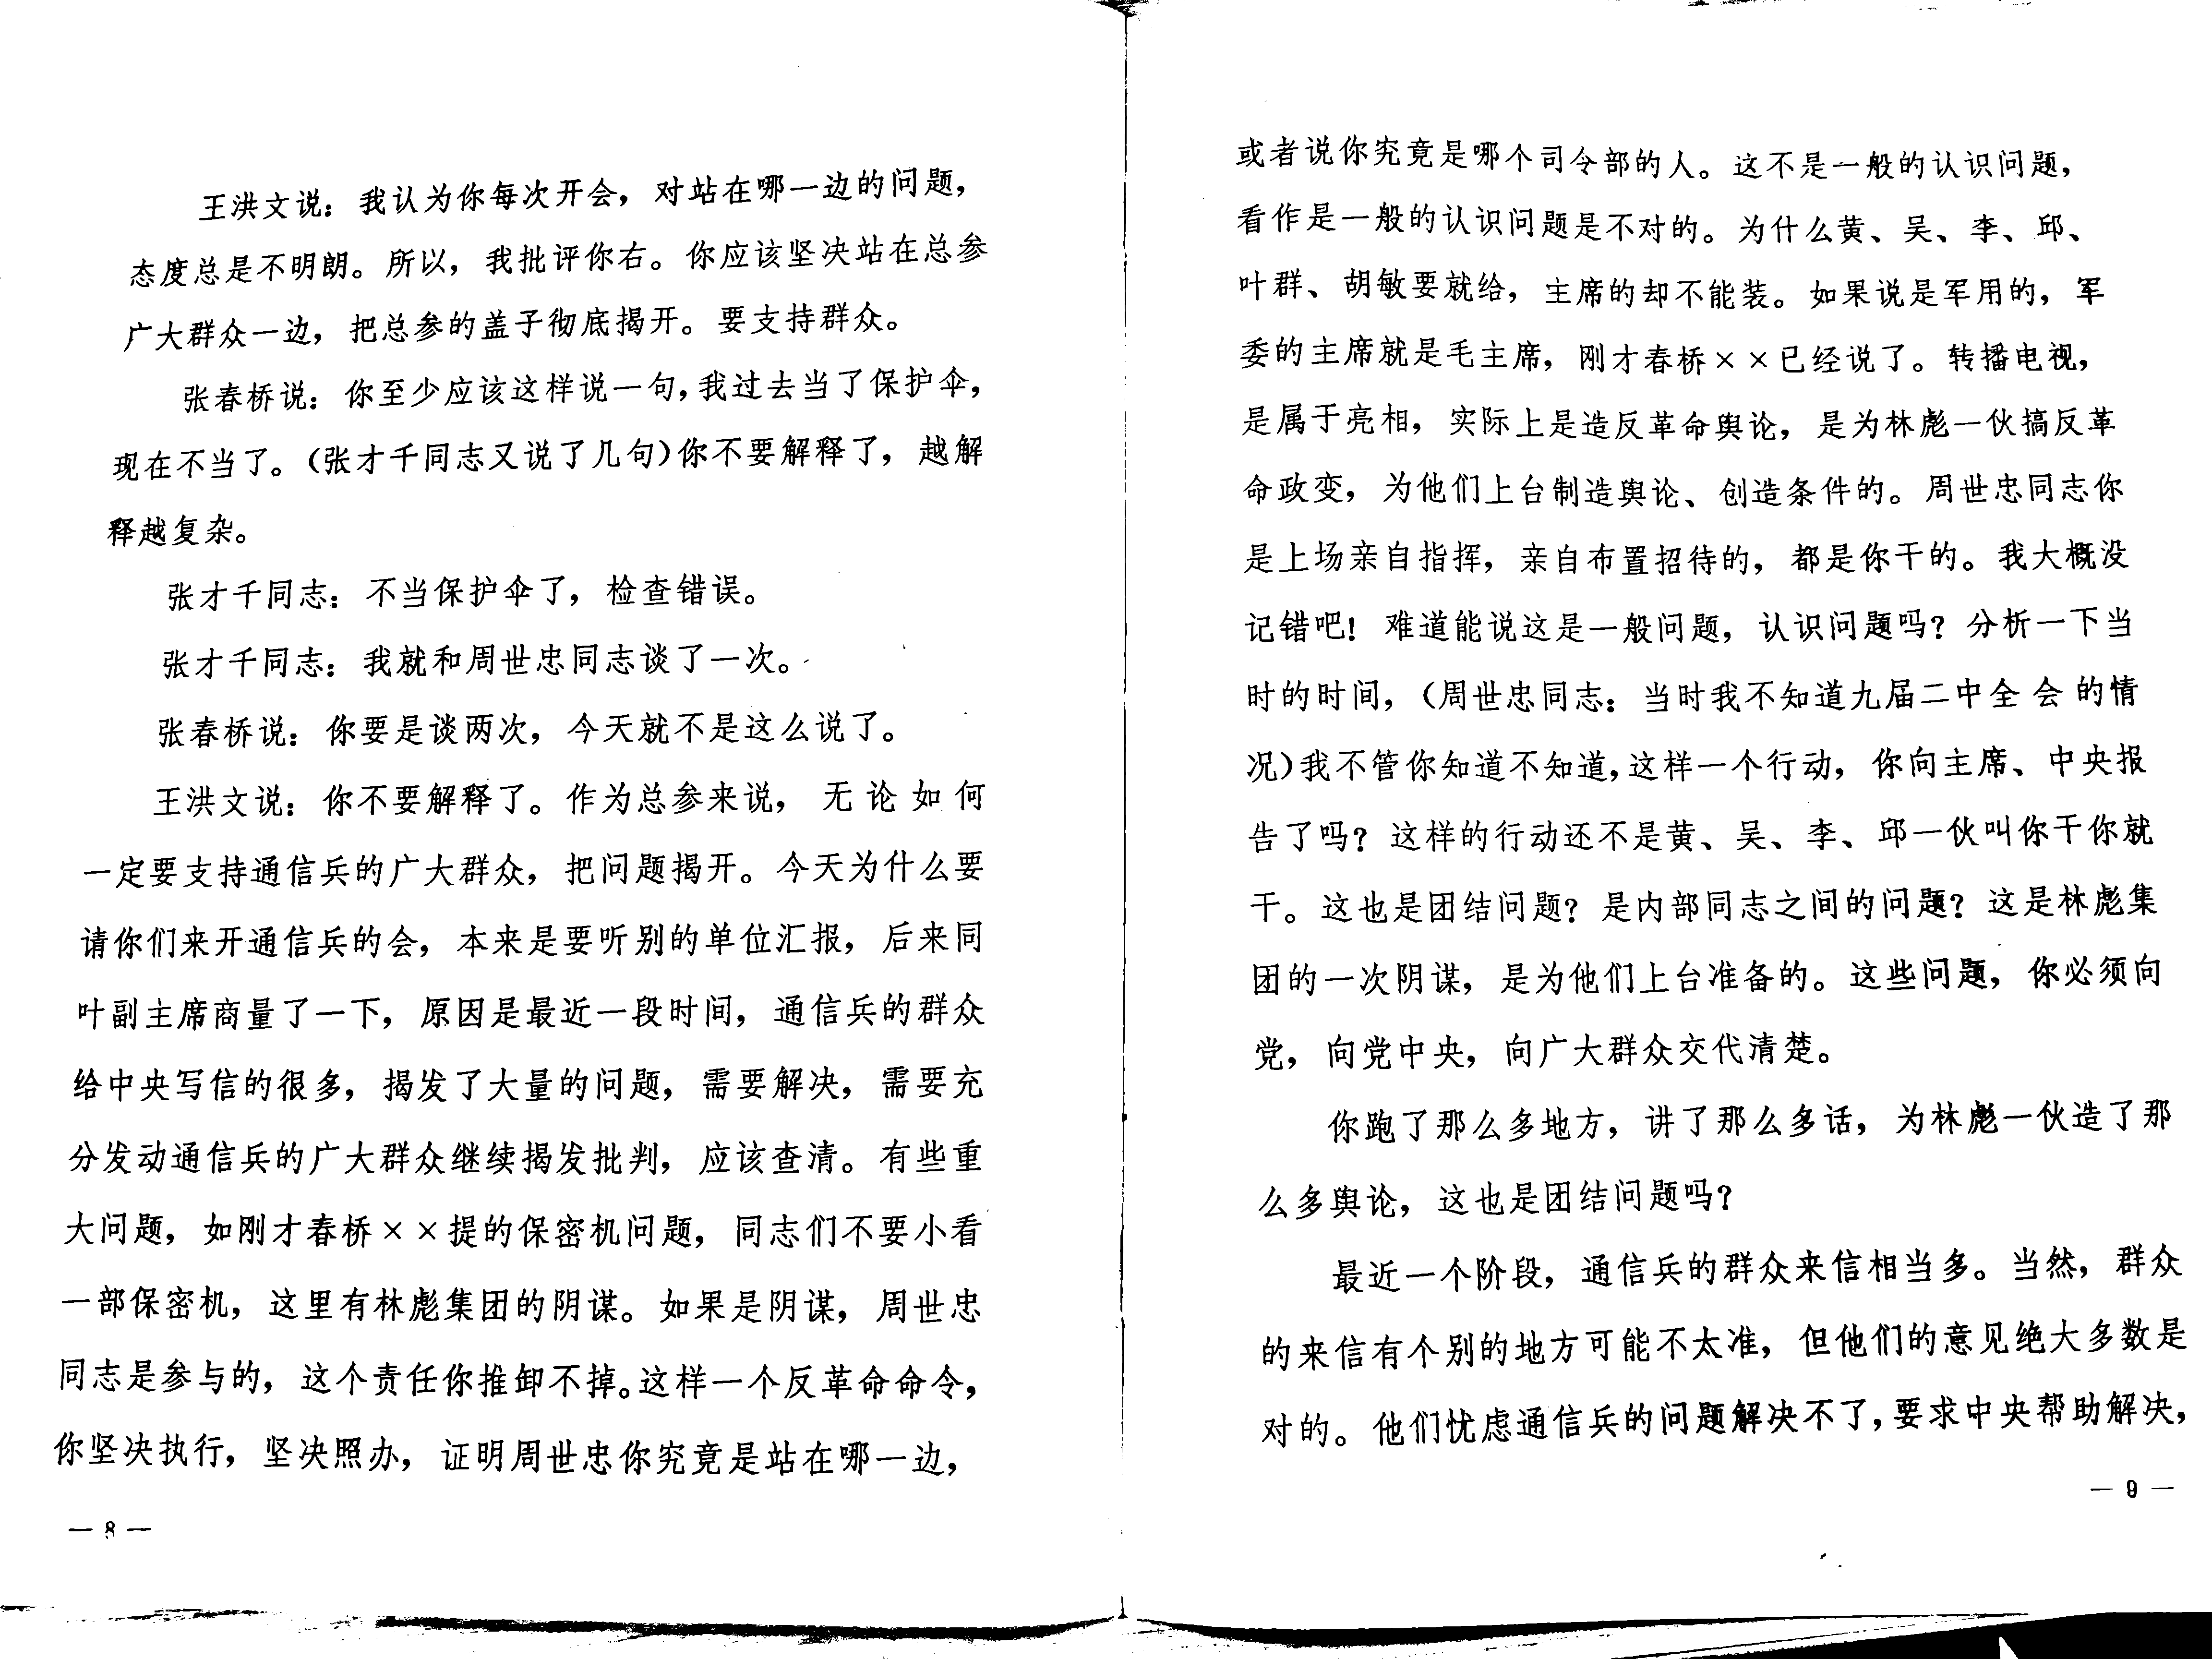 王洪文说：我认为你每次开会，对站在哪一边的问题，
态度总是不明朗。所以，我批评你右。你应该坚决站在总参
广大群众一边，把总参的盖子彻底揭开。要支持群众。
张春桥说：你至少应该这样说一句，我过去当了保护伞，
现在不当了。（张才千同志又说了几句）你不要解释了，越解
释越复杂。
张才千同志：不当保护伞了，检查错误。
张才千同志：我就和周世忠同志谈了一次。
张春桥说：你要是谈两次，今天就不是这么说了。
王洪文说：你不要解释了。作为总参来说，无论如何
一定要支持通信兵的广大群众，把问题揭开。今天为什么要
请你们来开通信兵的会，本来是要听别的单位汇报，后来同
叶副主席商量了一下，原因是最近一段时间，通信兵的群众
给中央写信的很多，揭发了大量的问题，需要解决，需要充
分发动通信兵的广大群众继续揭发批判，应该查清。有些重
大问题，如刚才春桥××提的保密机问题，同志们不要小看
一部保密机，这里有林彪集团的阴谋。如果是阴谋，周世忠
同志是参与的，这个责任你推卸不掉。这样一个反革命命令，
你坚决执行，坚决照办，证明周世忠你究竟是站在哪一边，
— 8 —
或者说你究竟是哪个司令部的人。这不是一般的认识问题，
看作是一般的认识问题是不对的。为什么黄、吴、李、邱、
叶群、胡敏要就给，主席的却不能装。如果说是军用的，军
委的主席就是毛主席，刚才春桥××已经说了。转播电视，
是属于亮相，实际上是造反革命舆论，是为林彪一伙搞反革
命政变，为他们上台制造舆论、创造条件的。周世忠同志你
是上场亲自指挥，亲自布置招待的，都是你干的。我大概没
记错吧！难道能说这是一般问题，认识问题吗？分析一下当
时的时间，（周世忠同志：当时我不知道九届二中全会的情
况）我不管你知道不知道，这样一个行动，你向主席、中央报
告了吗？这样的行动还不是黄、吴、李、邱一伙叫你干你就
干。这也是团结问题？是内部同志之间的问题？这是林彪集
团的一次阴谋，是为他们上台准备的。这些问题，你必须向
党，向党中央，向广大群众交代清楚。
你跑了那么多地方，讲了那么多话，为林彪一伙造了那
么多舆论，这也是团结问题吗？
最近一个阶段，通信兵的群众来信相当多。当然，群众
的来信有个别的地方可能不太准，但他们的意见绝大多数是
对的。他们忧虑通信兵的问题解决不了，要求中央帮助解决，
— 9 —